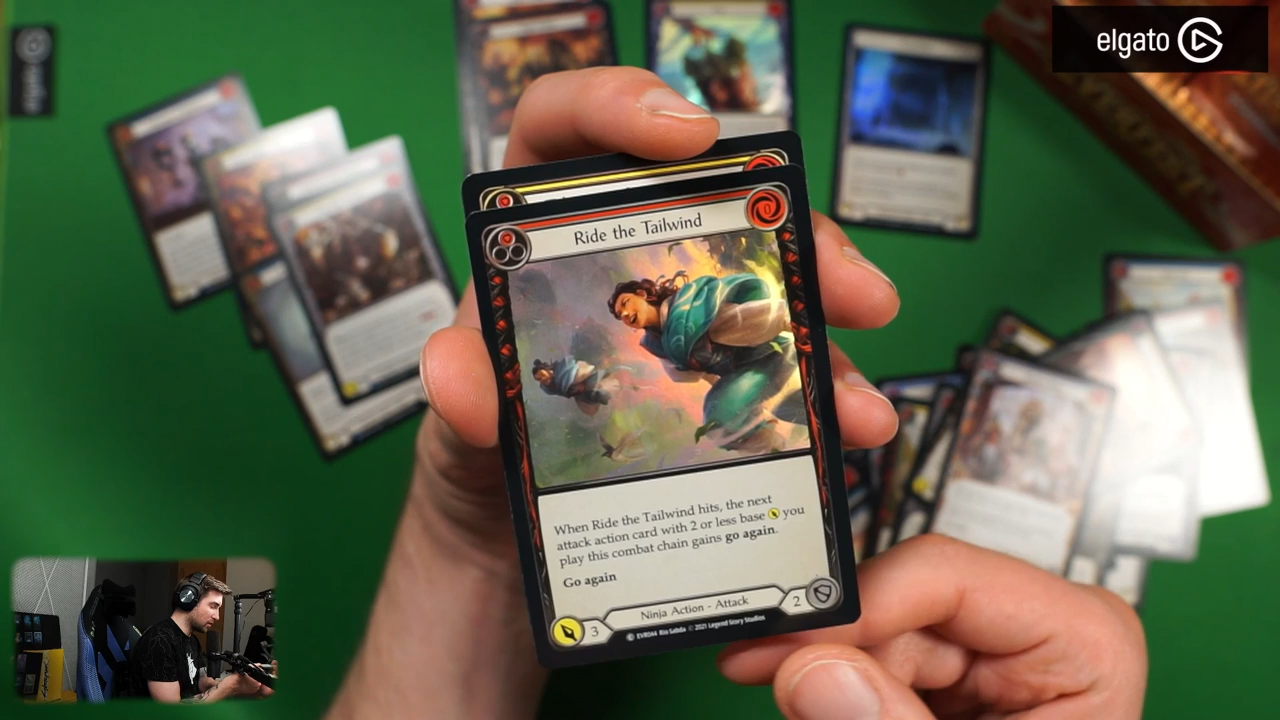 elgato
Ride the Tailwind
0
When Ride the Tailwind hits, the next
attack action card with 2 or less base you
play this combat chain gains go again.
Go again
Ninja Action - Attack
3
2
EVR044 Rio Sabda © 2021 Legend Story Studios